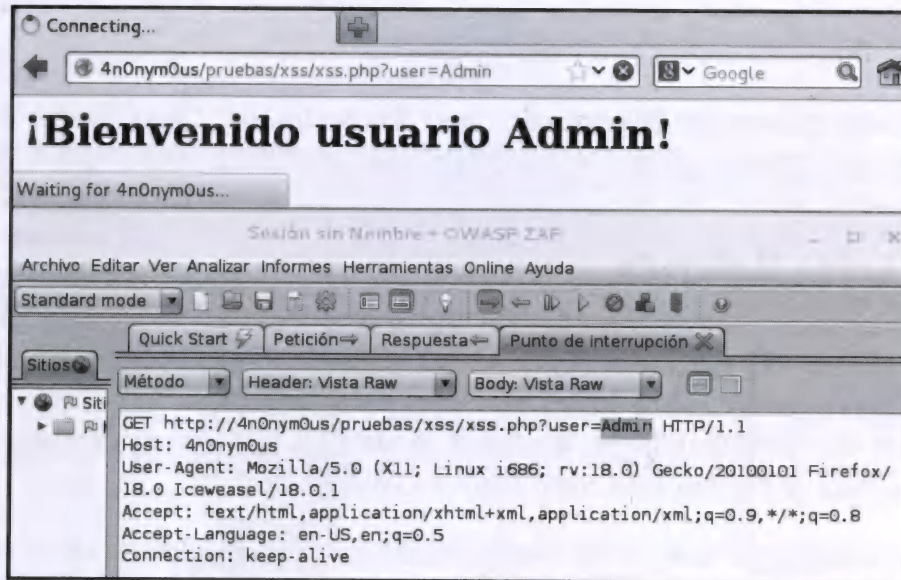 Connecting...
4n0nym0us/pruebas/xss/xss.php?user=Admin
Google
¡Bienvenido usuario Admin!
Waiting for 4n0nym0us...
Sesión sin Nombre - OWASP ZAP
Archivo Editar Ver Analizar Informes Herramientas Online Ayuda
Standard mode
Quick Start Petición Respuesta Punto de interrupción
Sitios
Método Header: Vista Raw Body: Vista Raw
Siti
GET http://4n0nym0us/pruebas/xss/xss.php?user=Admin HTTP/1.1
Host: 4n0nym0us
User-Agent: Mozilla/5.0 (X11; Linux i686; rv:18.0) Gecko/20100101 Firefox/
18.0 Iceweasel/18.0.1
Accept: text/html,application/xhtml+xml,application/xml;q=0.9,*/*;q=0.8
Accept-Language: en-US,en;q=0.5
Connection: keep-alive